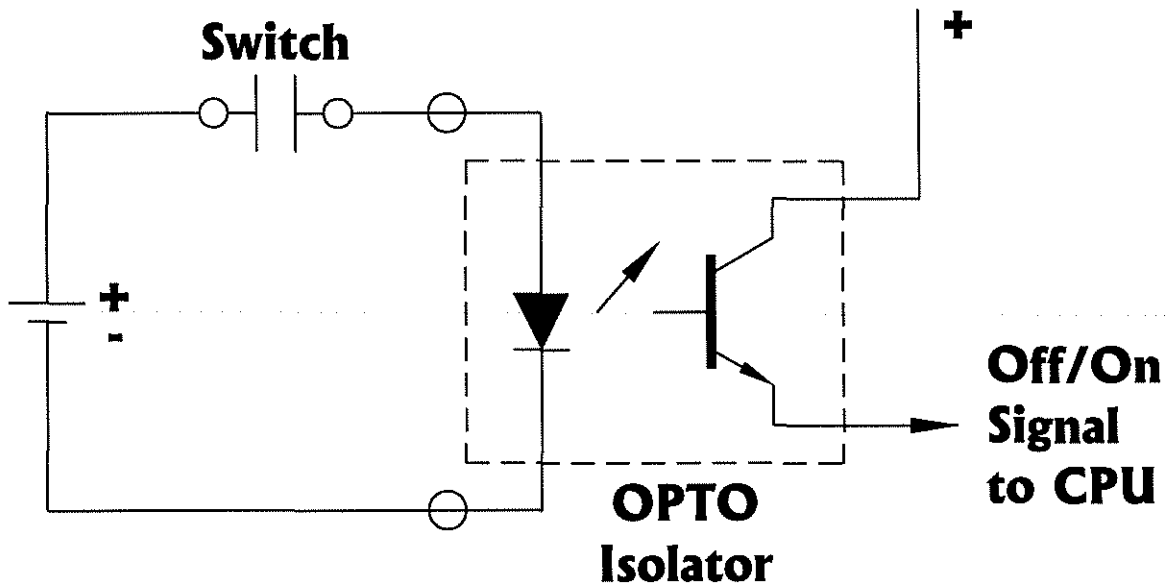 Switch
+
+
-
Off/On
Signal
to CPU
OPTO
Isolator